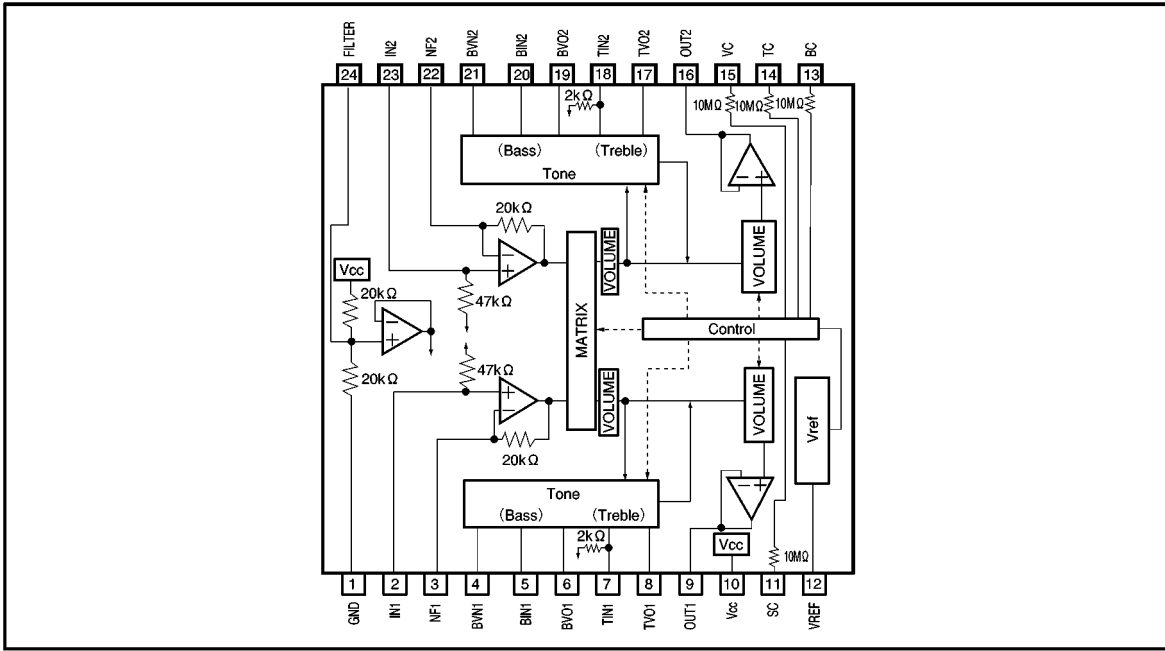 FILTER IN2 NF2 BVN2 BIN2 BVO2 TIN2 TVO2 OUT2 VC TC BC
24 23 22 21 20 19 18 17 16 15 14 13
2kΩ 10MΩ 10MΩ 10MΩ
(Bass) (Treble)
Tone
− +
20kΩ
Vcc
−
+
VOLUME
VOLUME
20kΩ
47kΩ
MATRIX
Control
−
+
20kΩ
47kΩ
+
−
VOLUME
VOLUME
Vref
20kΩ
Tone
(Bass) (Treble)
− +
2kΩ
Vcc
10MΩ
1 2 3 4 5 6 7 8 9 10 11 12
GND IN1 NF1 BVN1 BIN1 BVO1 TIN1 TVO1 OUT1 Vcc SC VREF